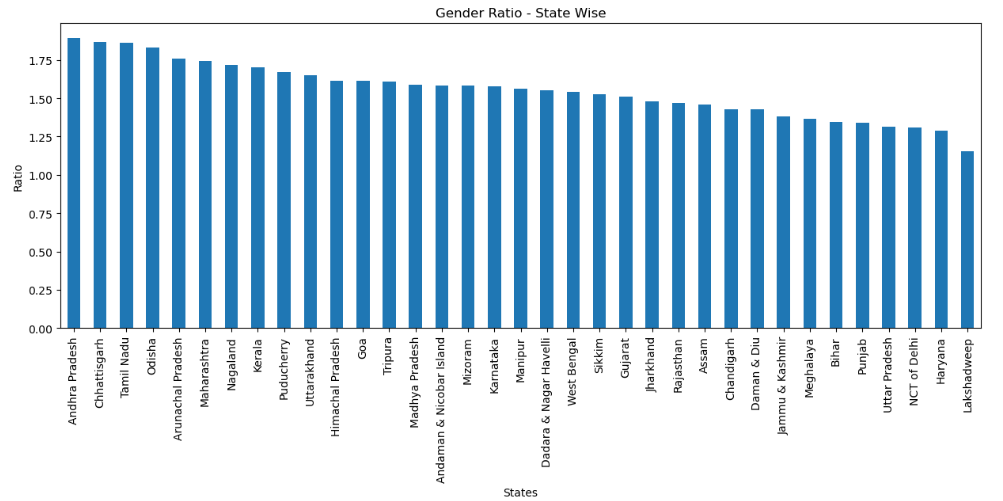 Gender Ratio - State Wise
Ratio
1.75
1.50
1.25
1.00
0.75
0.50
0.25
0.00
Andhra Pradesh
Chhattisgarh
Tamil Nadu
Odisha
Arunachal Pradesh
Maharashtra
Nagaland
Kerala
Puducherry
Uttarakhand
Himachal Pradesh
Goa
Tripura
Madhya Pradesh
Andaman & Nicobar Island
Mizoram
Karnataka
Manipur
Dadara & Nagar Havelli
West Bengal
Sikkim
Gujarat
Jharkhand
Rajasthan
Assam
Chandigarh
Daman & Diu
Jammu & Kashmir
Meghalaya
Bihar
Punjab
Uttar Pradesh
NCT of Delhi
Haryana
Lakshadweep
States